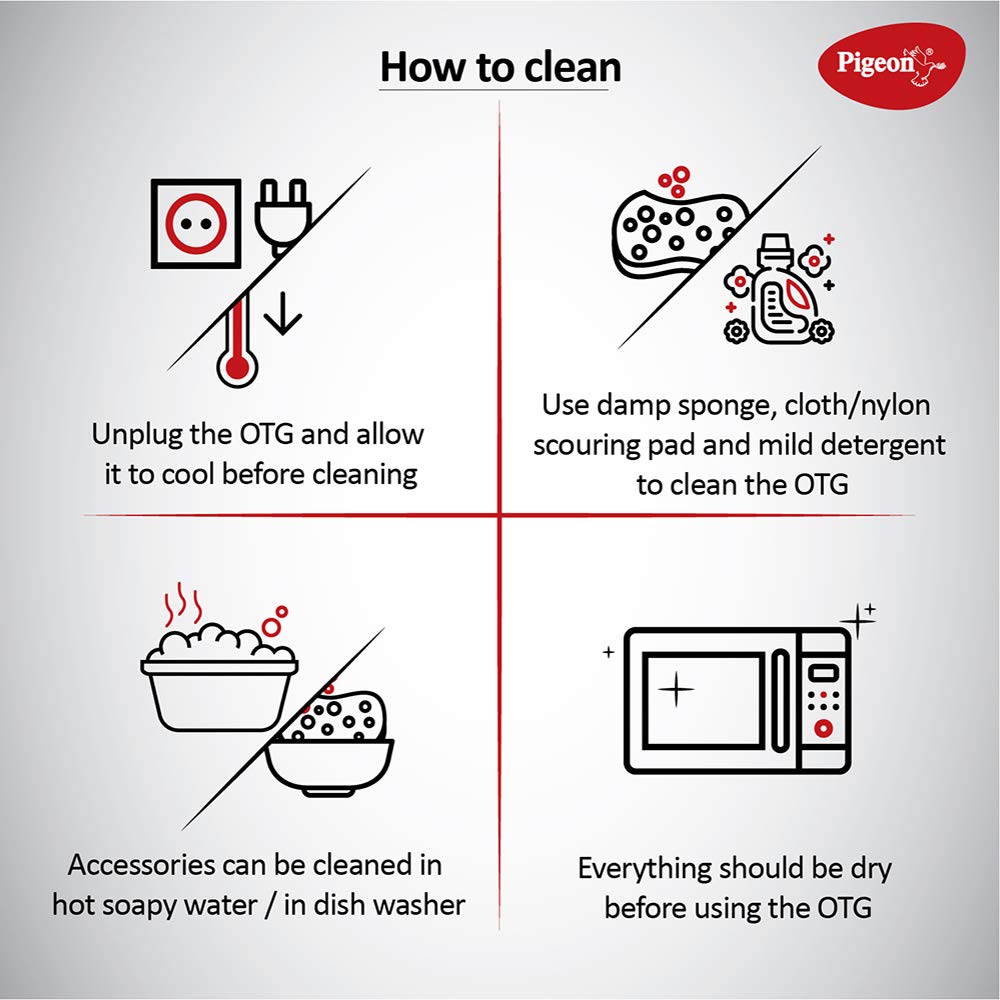 How to clean
Pigeon®
Unplug the OTG and allow
it to cool before cleaning
Use damp sponge, cloth/nylon
scouring pad and mild detergent
to clean the OTG
Accessories can be cleaned in
hot soapy water / in dish washer
Everything should be dry
before using the OTG